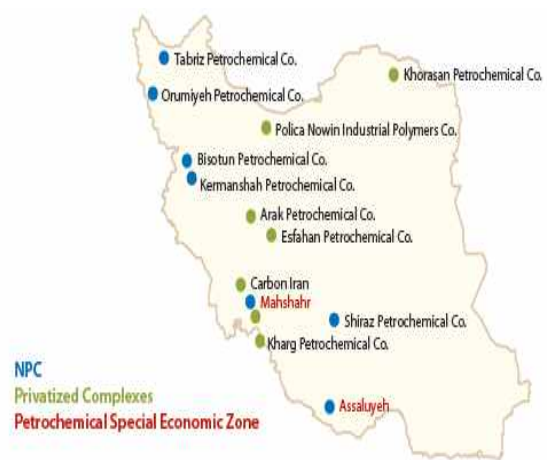 Tabriz Petrochemical Co.
Khorasan Petrochemical Co.
Orumiyeh Petrochemical Co.
Polica Nowin Industrial Polymers Co.
Bisotun Petrochemical Co.
Kermanshah Petrochemical Co.
Arak Petrochemical Co.
Esfahan Petrochemical Co.
Carbon Iran
Mahshahr
Shiraz Petrochemical Co.
Kharg Petrochemical Co.
NPC
Privatized Complexes
Assaluyeh
Petrochemical Special Economic Zone